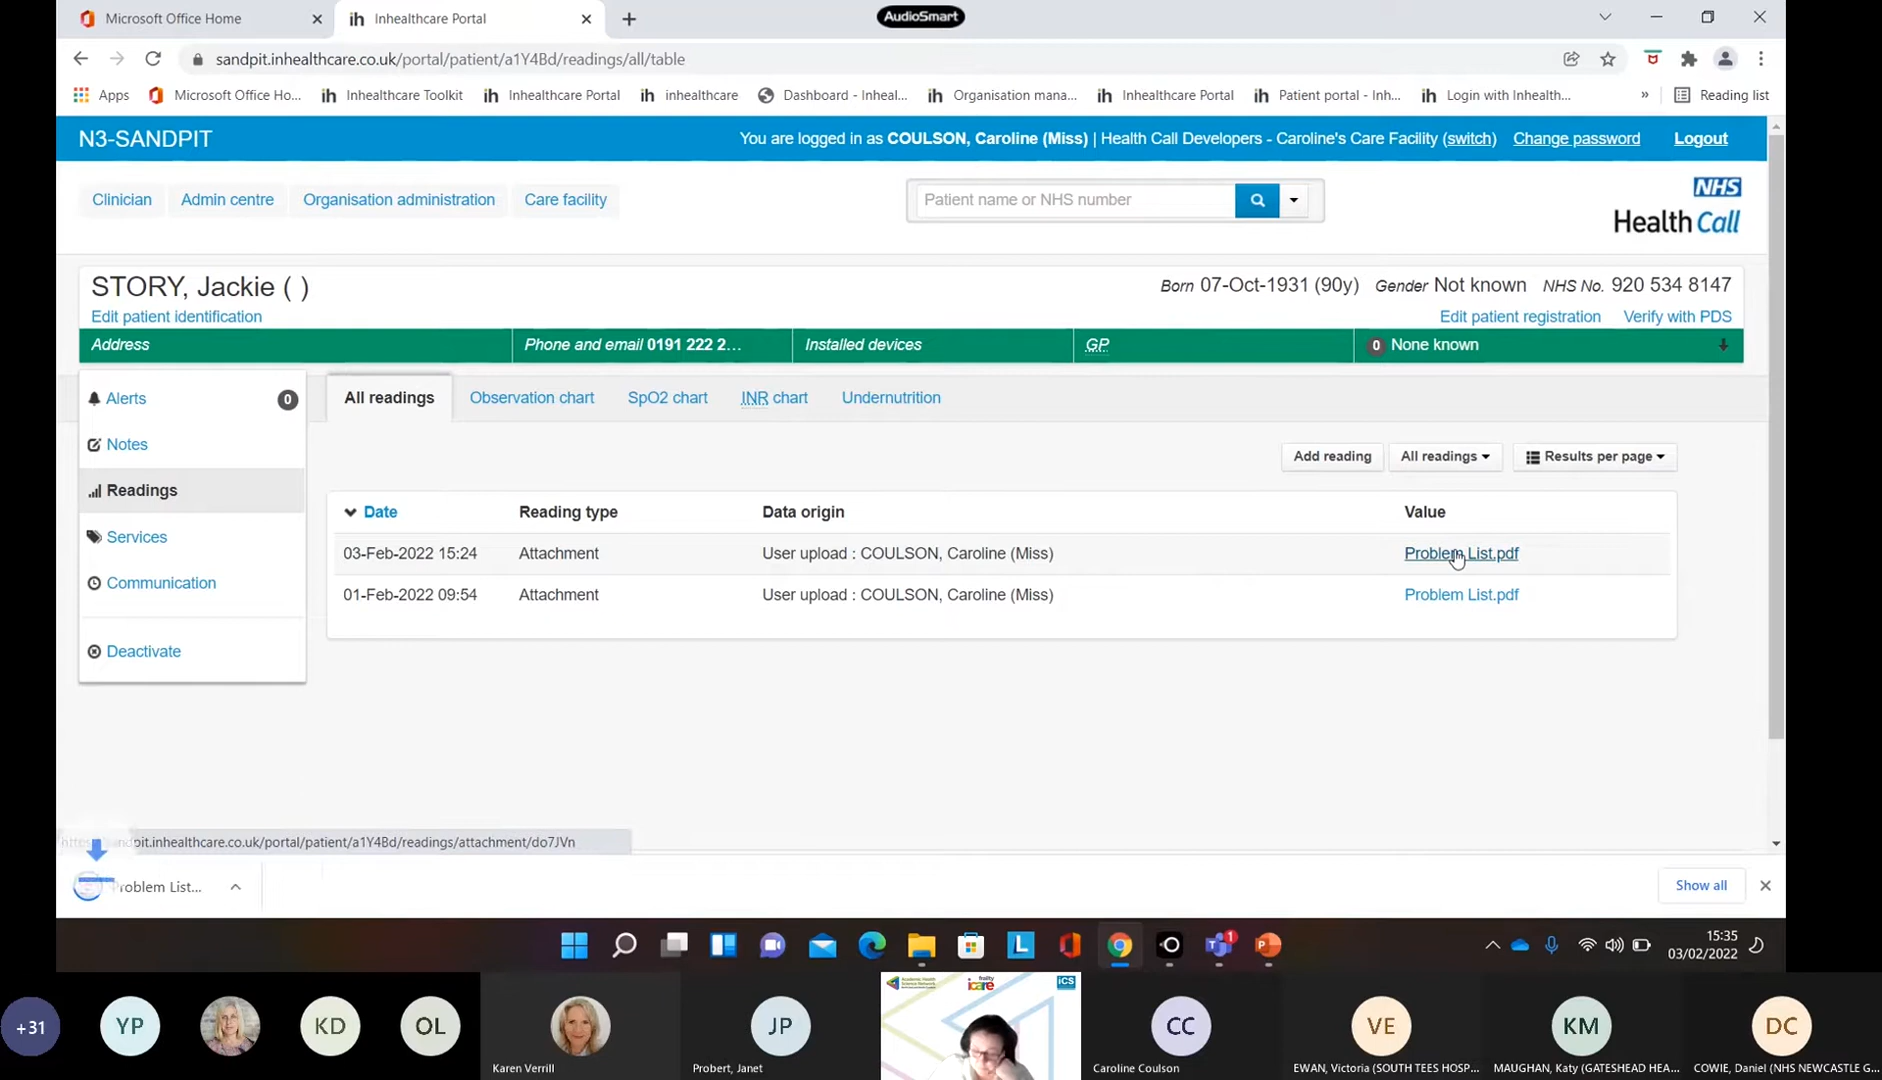 Microsoft Office Home
Inhealthcare Portal
AudioSmart
sandpit.inhealthcare.co.uk/portal/patient/a1Y4Bd/readings/all/table
Apps
Microsoft Office Ho...
Inhealthcare Toolkit
Inhealthcare Portal
inhealthcare
Dashboard - Inheal...
Organisation mana...
Inhealthcare Portal
Patient portal - Inh...
Login with Inhealth...
Reading list
N3-SANDPIT
You are logged in as COULSON, Caroline (Miss) | Health Call Developers - Caroline's Care Facility (switch)
Change password
Logout
Clinician
Admin centre
Organisation administration
Care facility
Patient name or NHS number
NHS
Health Call
STORY, Jackie ( )
Born 07-Oct-1931 (90y) Gender Not known NHS No. 920 534 8147
Edit patient identification
Edit patient registration
Verify with PDS
Address
Phone and email 0191 222 2...
Installed devices
GP
0 None known
Alerts 0
Notes
Readings
Services
Communication
Deactivate
All readings
Observation chart
SpO2 chart
INR chart
Undernutrition
Add reading
All readings
Results per page
Date Reading type Data origin Value
03-Feb-2022 15:24 Attachment User upload : COULSON, Caroline (Miss) Problem List.pdf
01-Feb-2022 09:54 Attachment User upload : COULSON, Caroline (Miss) Problem List.pdf
https://sandpit.inhealthcare.co.uk/portal/patient/a1Y4Bd/readings/attachment/do7JVn
Problem List...
Show all
L
1
15:35
03/02/2022
+31
YP
KD
OL
Karen Verrill
JP
Probert, Janet
frailty
icare
ICS
CC
Caroline Coulson
VE
EWAN, Victoria (SOUTH TEES HOSP...
KM
MAUGHAN, Katy (GATESHEAD HEA...
DC
COWIE, Daniel (NHS NEWCASTLE G...